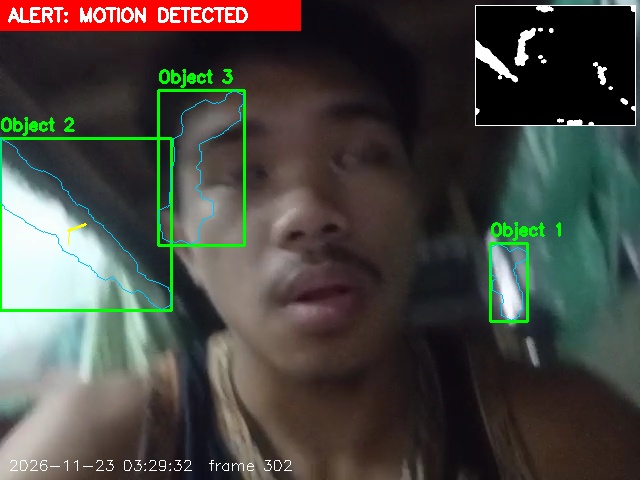 ALERT: MOTION DETECTED
Object 3
Object 2
Object 1
2026-11-23 03:29:32 frame 302